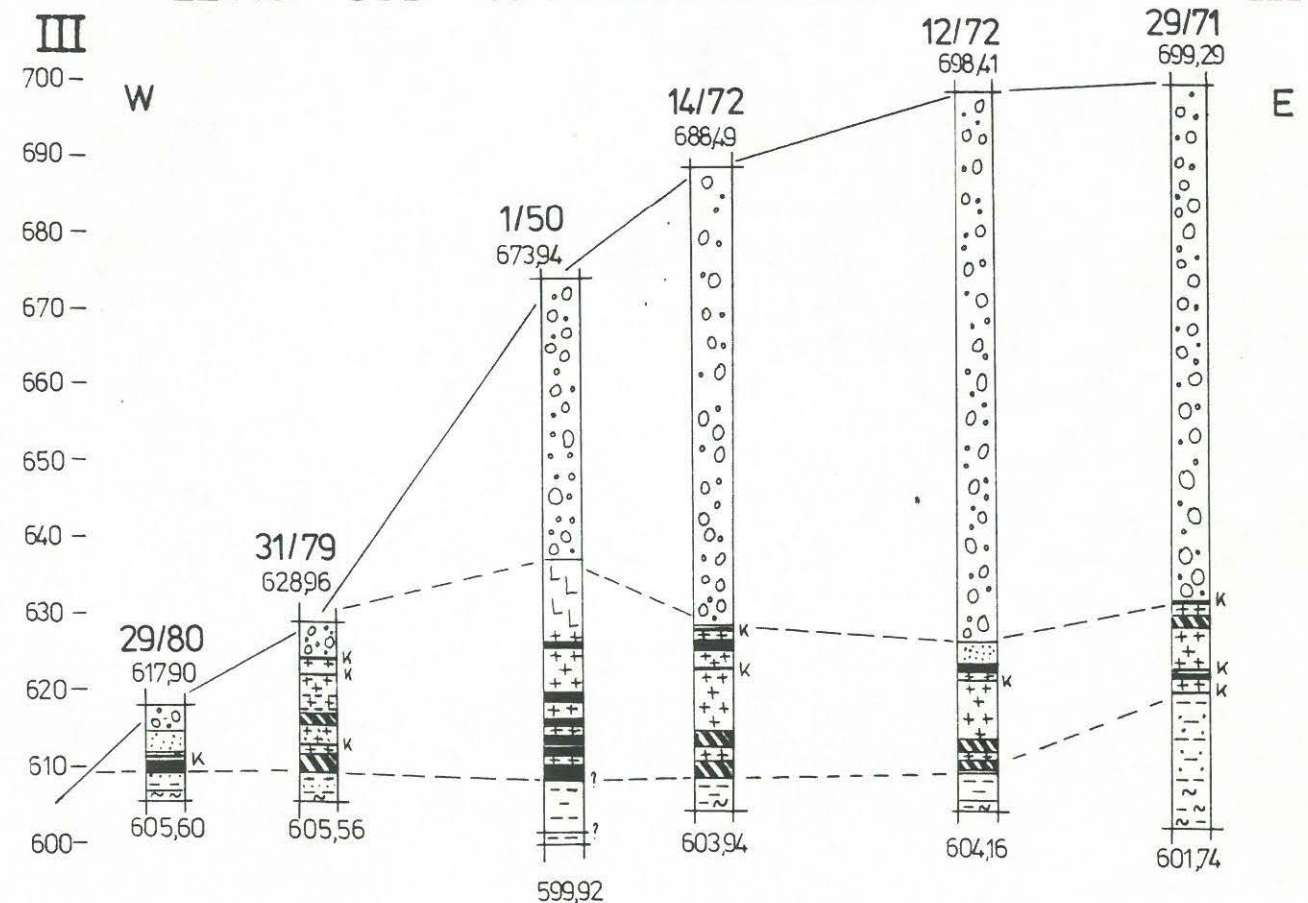 III
12/72
29/71
698,41
699,29
700 –
W
E
14/72
688,49
690 –
1/50
673,94
680 –
670 –
660 –
650 –
640 –
31/79
628,96
630 –
K
K
29/80
617,90
K
K
K
620 –
K
K
K
K
610 –
K
?
600 –
?
605,60
605,56
603,94
604,16
601,74
599,92